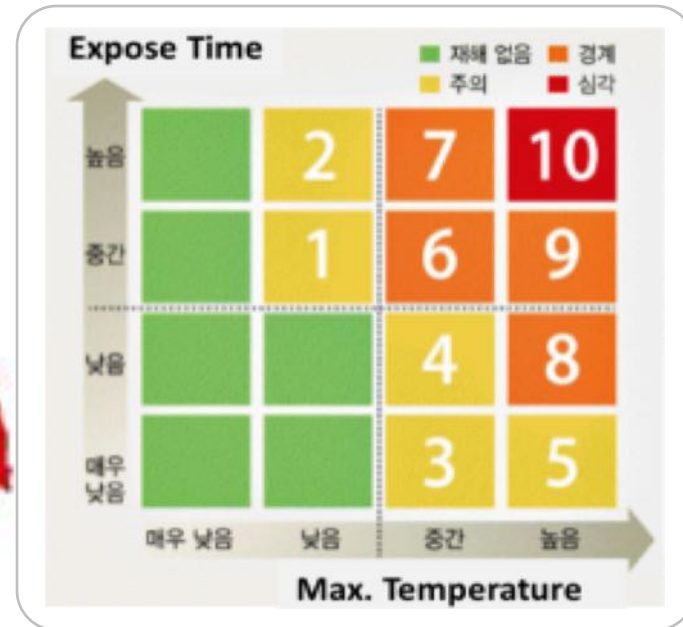 Expose Time
재해 없음 경계
주의 심각
높음 2 7 10
중간 1 6 9
낮음 4 8
매우
낮음 3 5
매우 낮음 낮음 중간 높음
Max. Temperature